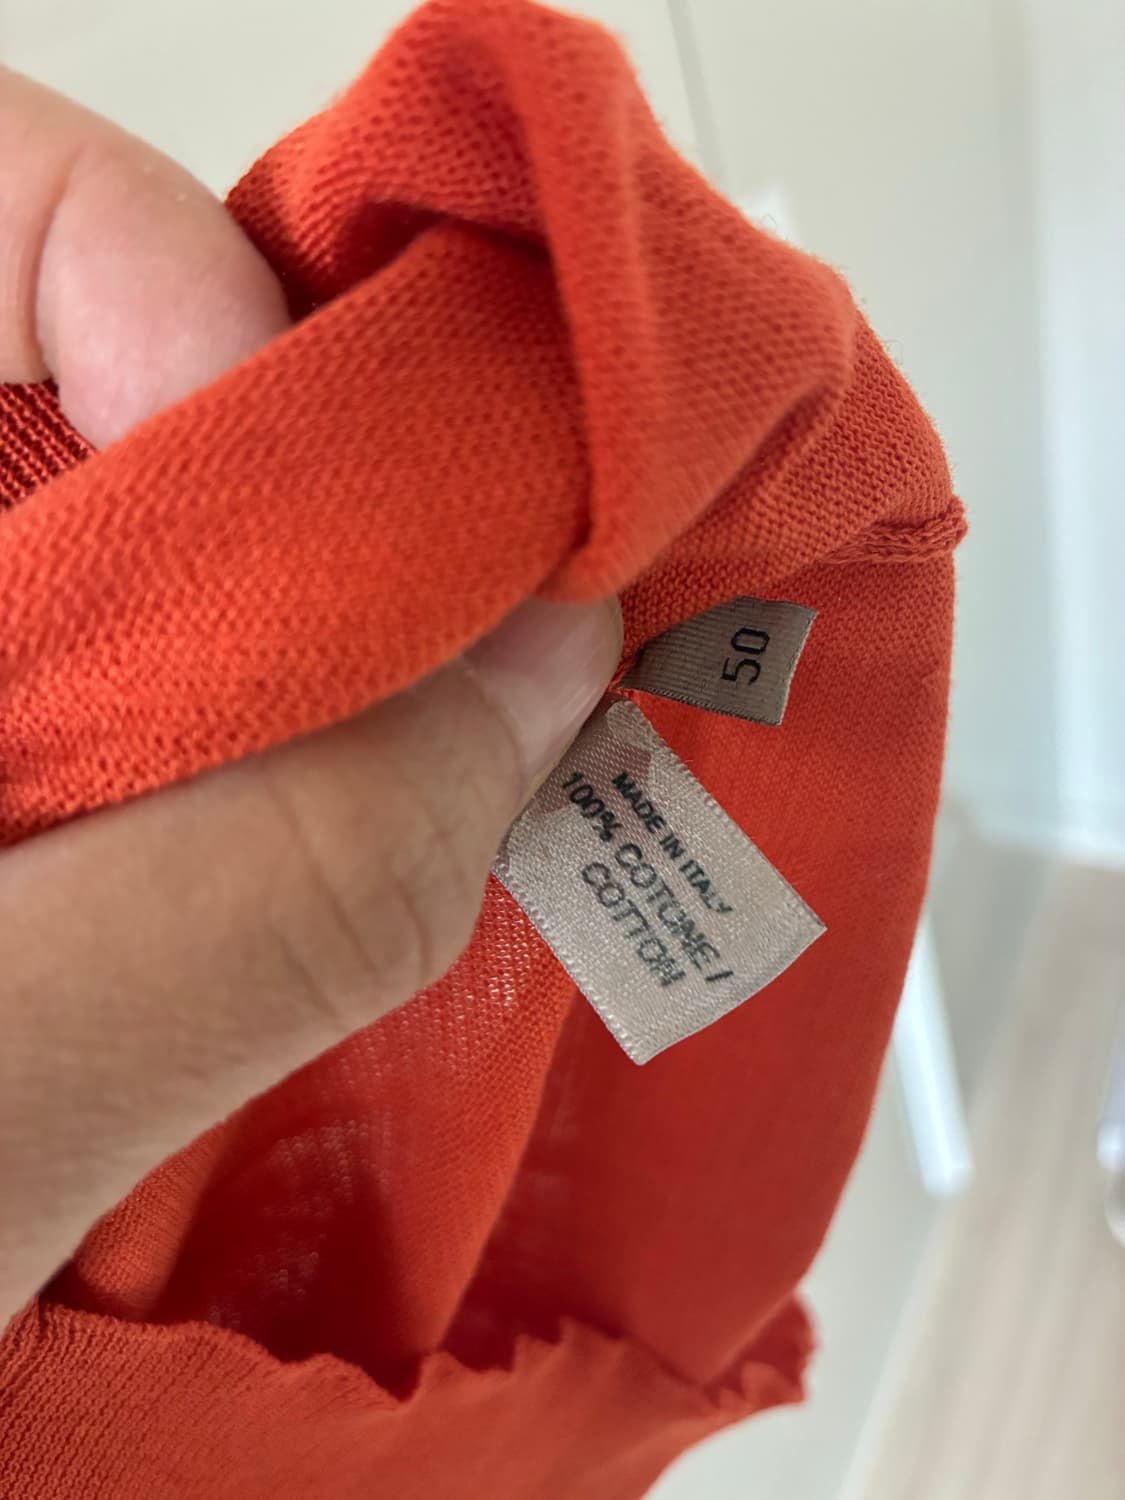 50
MADE IN ITALY
100% COTONE /
COTTON